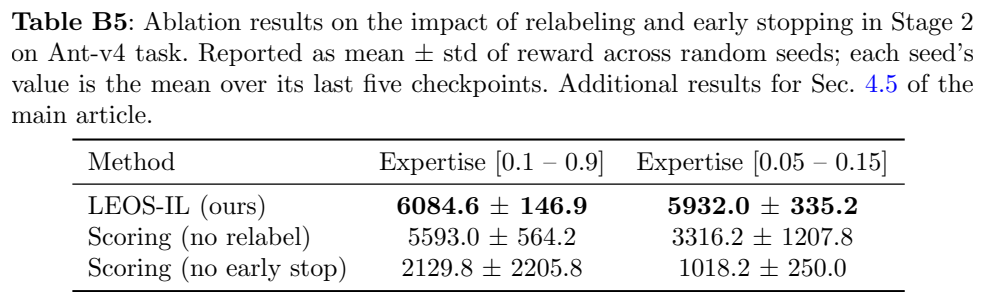 Table B5: Ablation results on the impact of relabeling and early stopping in Stage 2
on Ant-v4 task. Reported as mean ± std of reward across random seeds; each seed's
value is the mean over its last five checkpoints. Additional results for Sec. 4.5 of the
main article.
Method Expertise [0.1 – 0.9] Expertise [0.05 – 0.15]
LEOS-IL (ours) 6084.6 ± 146.9 5932.0 ± 335.2
Scoring (no relabel) 5593.0 ± 564.2 3316.2 ± 1207.8
Scoring (no early stop) 2129.8 ± 2205.8 1018.2 ± 250.0